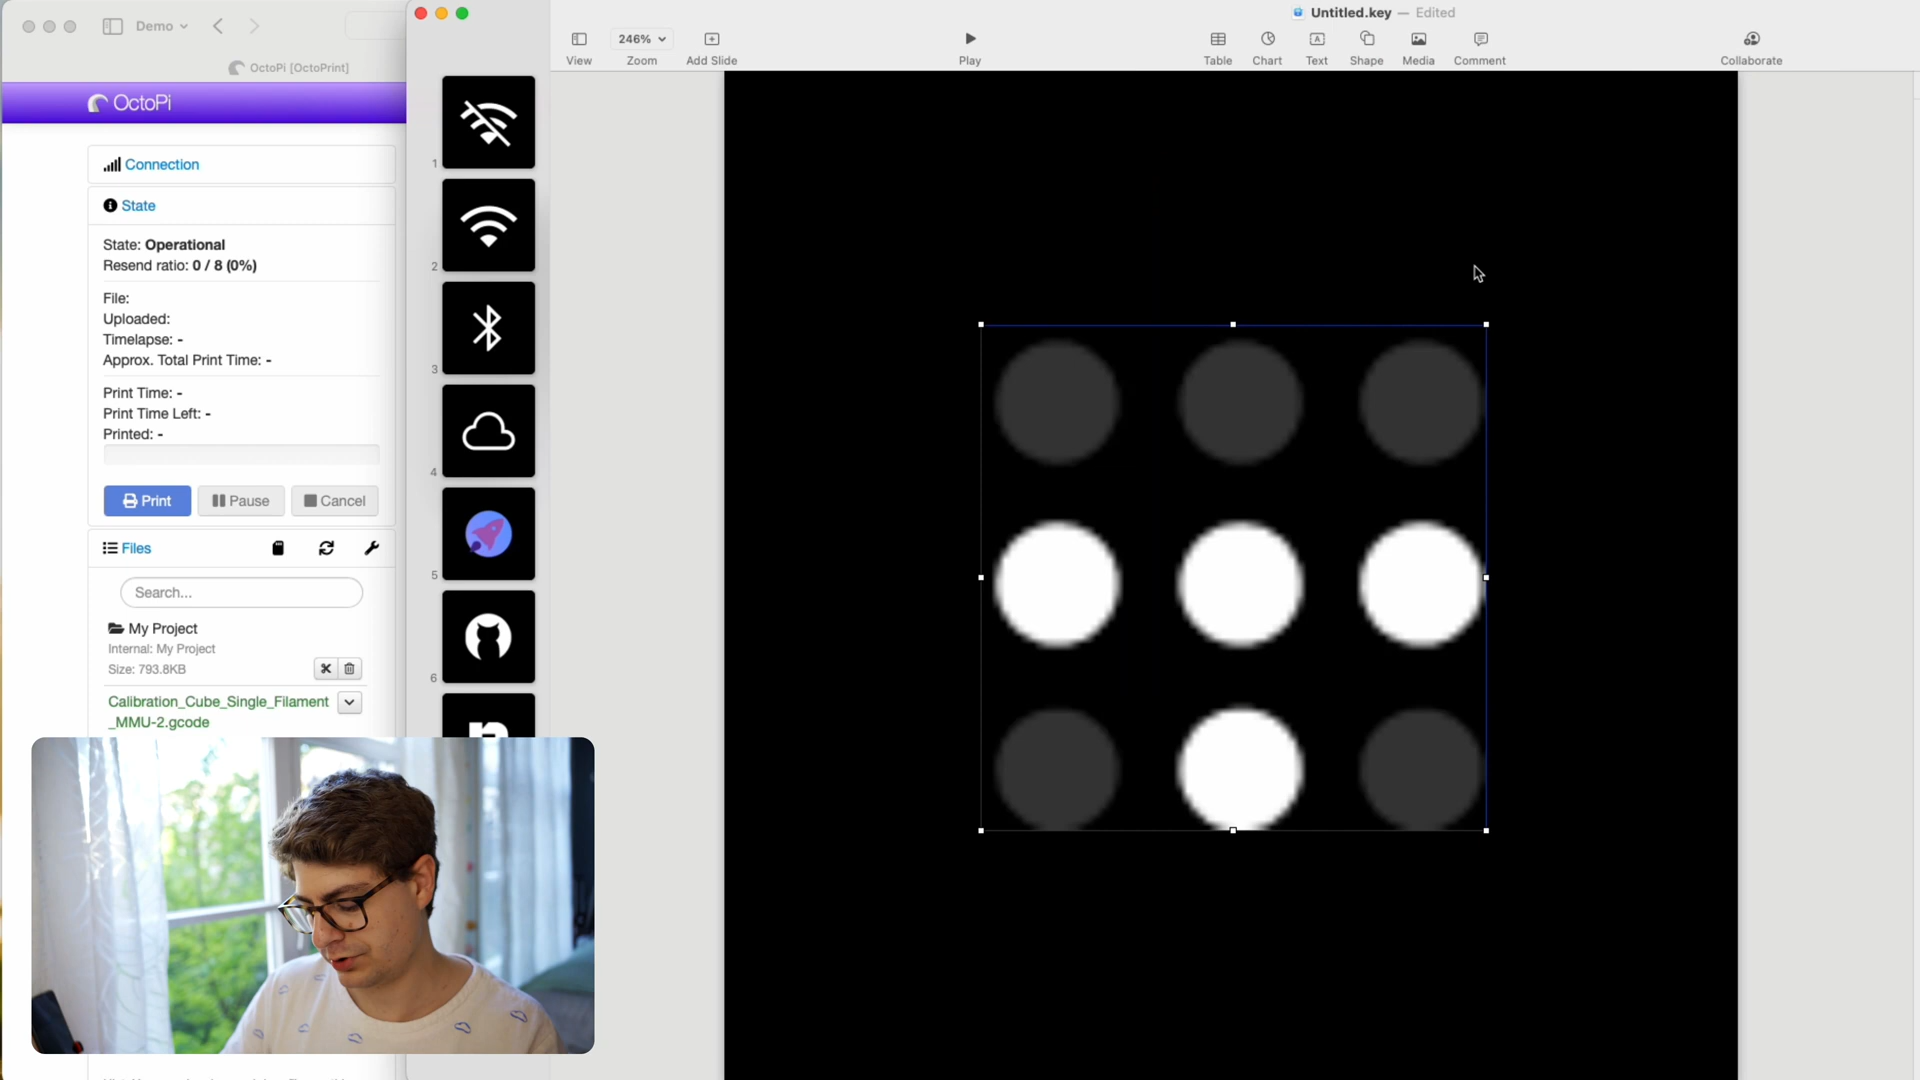 Demo
OctoPi [OctoPrint]
OctoPi
Connection
State
State: Operational
Resend ratio: 0 / 8 (0%)
File:
Uploaded:
Timelapse: -
Approx. Total Print Time: -
Print Time: -
Print Time Left: -
Printed: -
Print
Pause
Cancel
Files
Search...
My Project
Internal: My Project
Size: 793.8KB
Calibration_Cube_Single_Filament
_MMU-2.gcode
Untitled.key — Edited
246%
View
Zoom
Add Slide
Play
Table
Chart
Text
Shape
Media
Comment
Collaborate
1
2
3
4
5
6